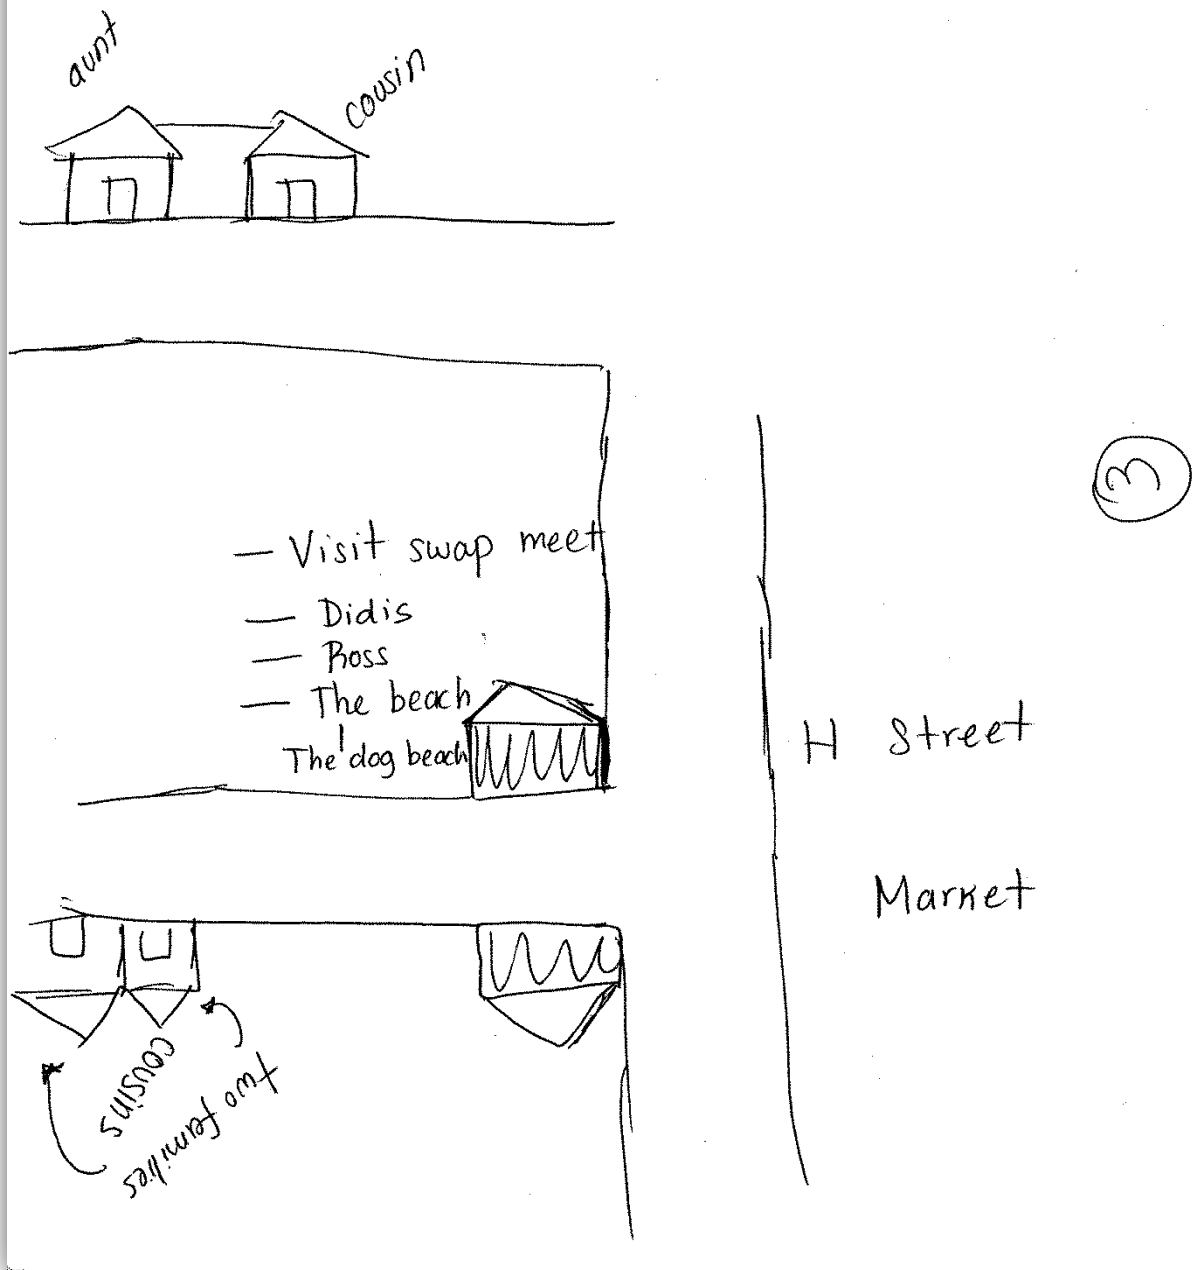 aunt
cousin
3
— Visit swap meet
— Didis
— Ross
— The beach
The dog beach
H Street
Market
cousins
two families